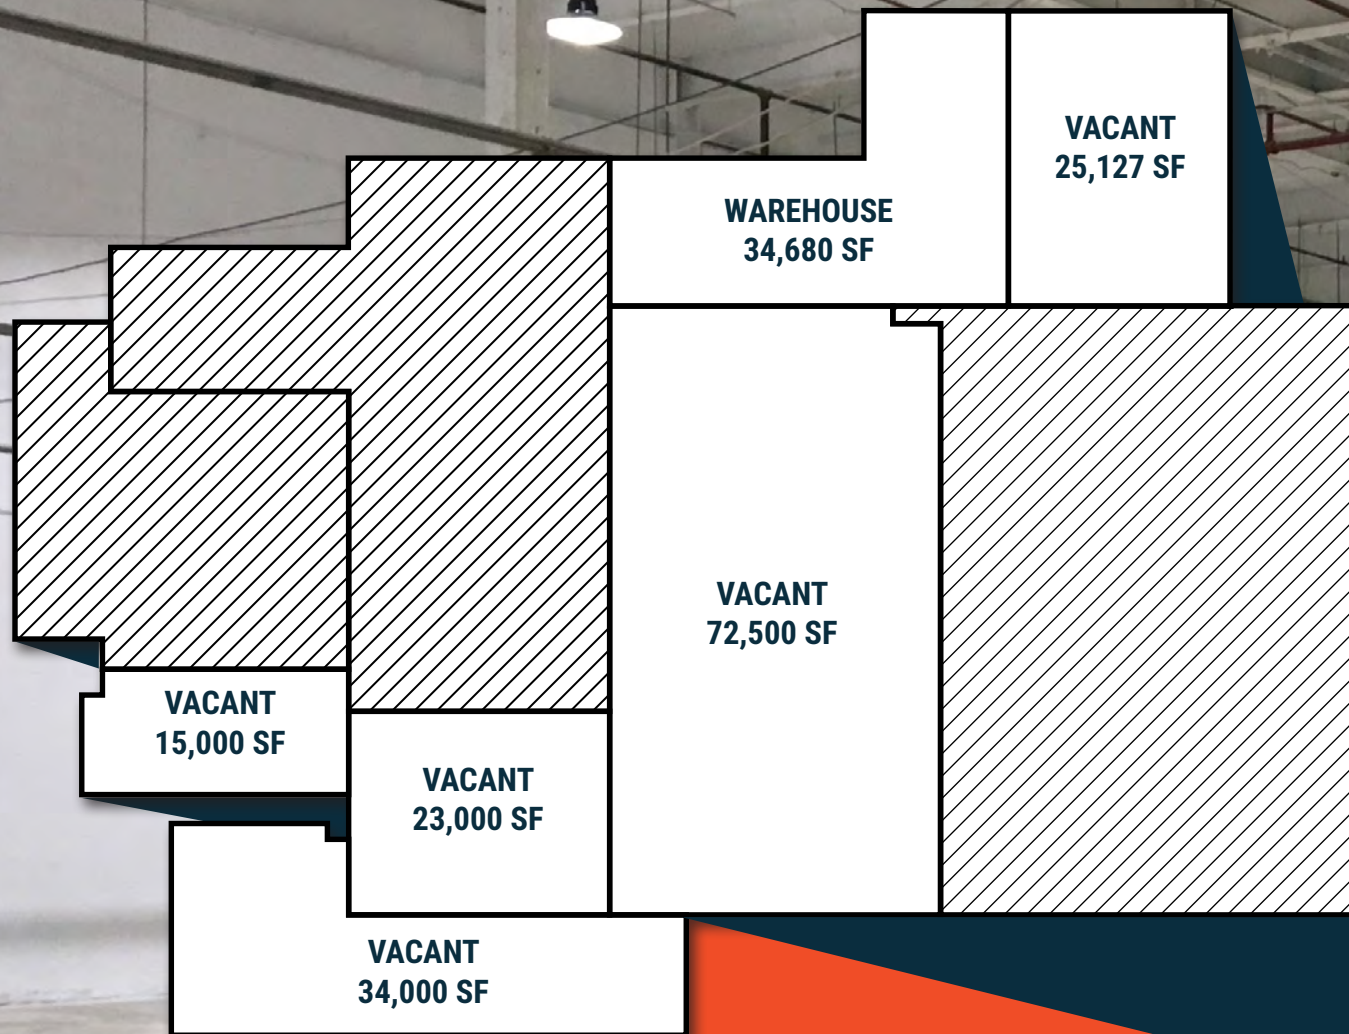 VACANT
25,127 SF
WAREHOUSE
34,680 SF
VACANT
72,500 SF
VACANT
15,000 SF
VACANT
23,000 SF
VACANT
34,000 SF